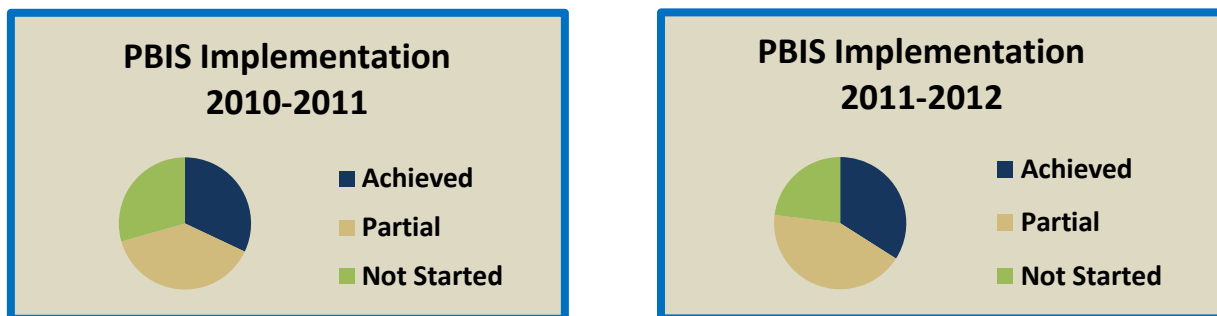 PBIS Implementation
2010-2011
Achieved
Partial
Not Started
PBIS Implementation
2011-2012
Achieved
Partial
Not Started